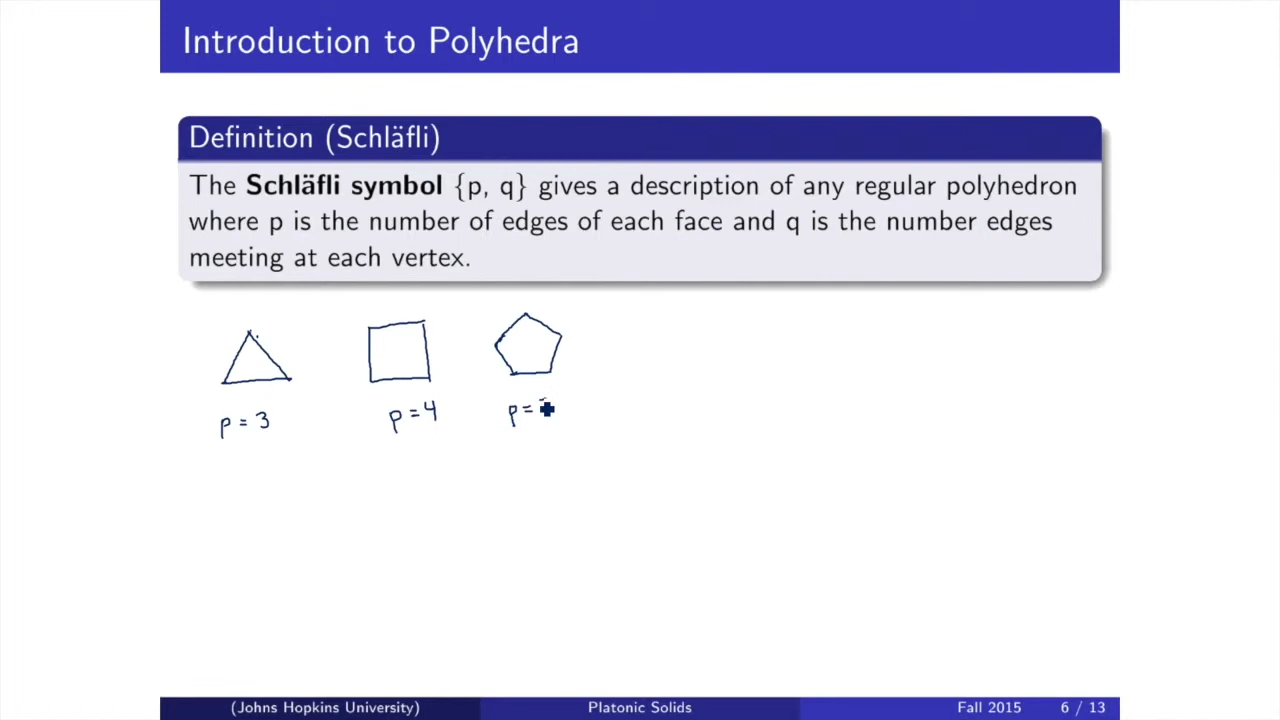 Introduction to Polyhedra
Definition (Schläfli)
The Schläfli symbol {p, q} gives a description of any regular polyhedron
where p is the number of edges of each face and q is the number edges
meeting at each vertex.
p = 3 p = 4 p =
(Johns Hopkins University) Platonic Solids Fall 2015 6 / 13